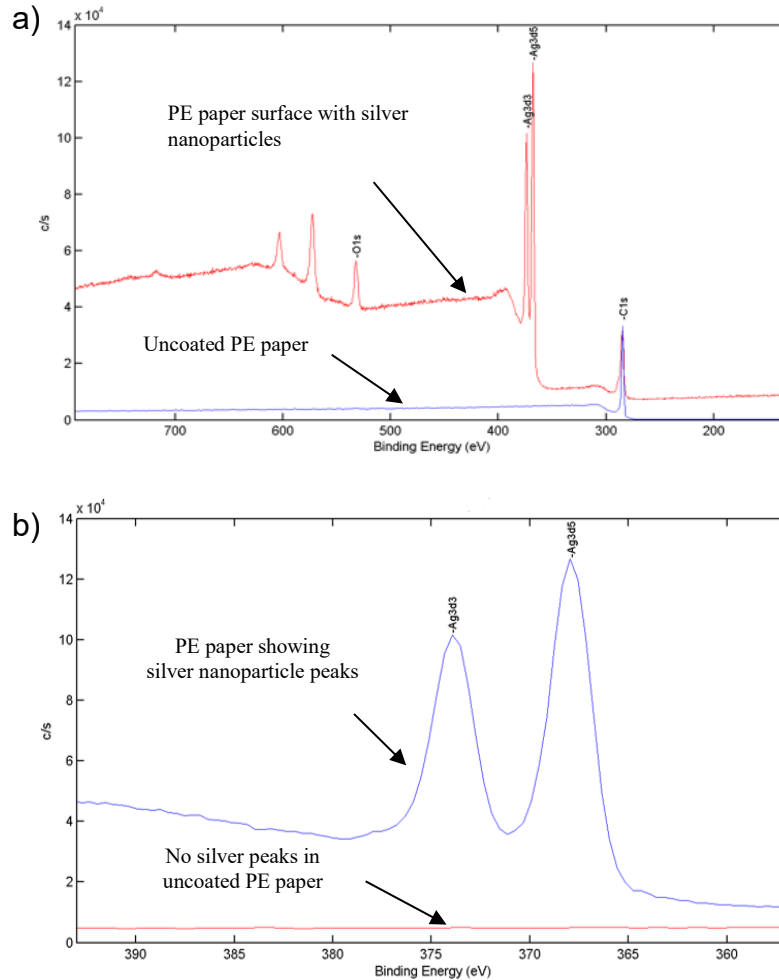 a)
14 x 10⁴
12
10
8
6
4
2
0
c/s
PE paper surface with silver
nanoparticles
Uncoated PE paper
-Ag3d3
-Ag3d5
-O1s
-C1s
700
600
500
400
300
200
Binding Energy (eV)
b)
14 x 10⁴
12
10
8
6
4
2
0
c/s
-Ag3d3
-Ag3d5
PE paper showing
silver nanoparticle peaks
No silver peaks in
uncoated PE paper
390
385
380
375
370
365
360
Binding Energy (eV)